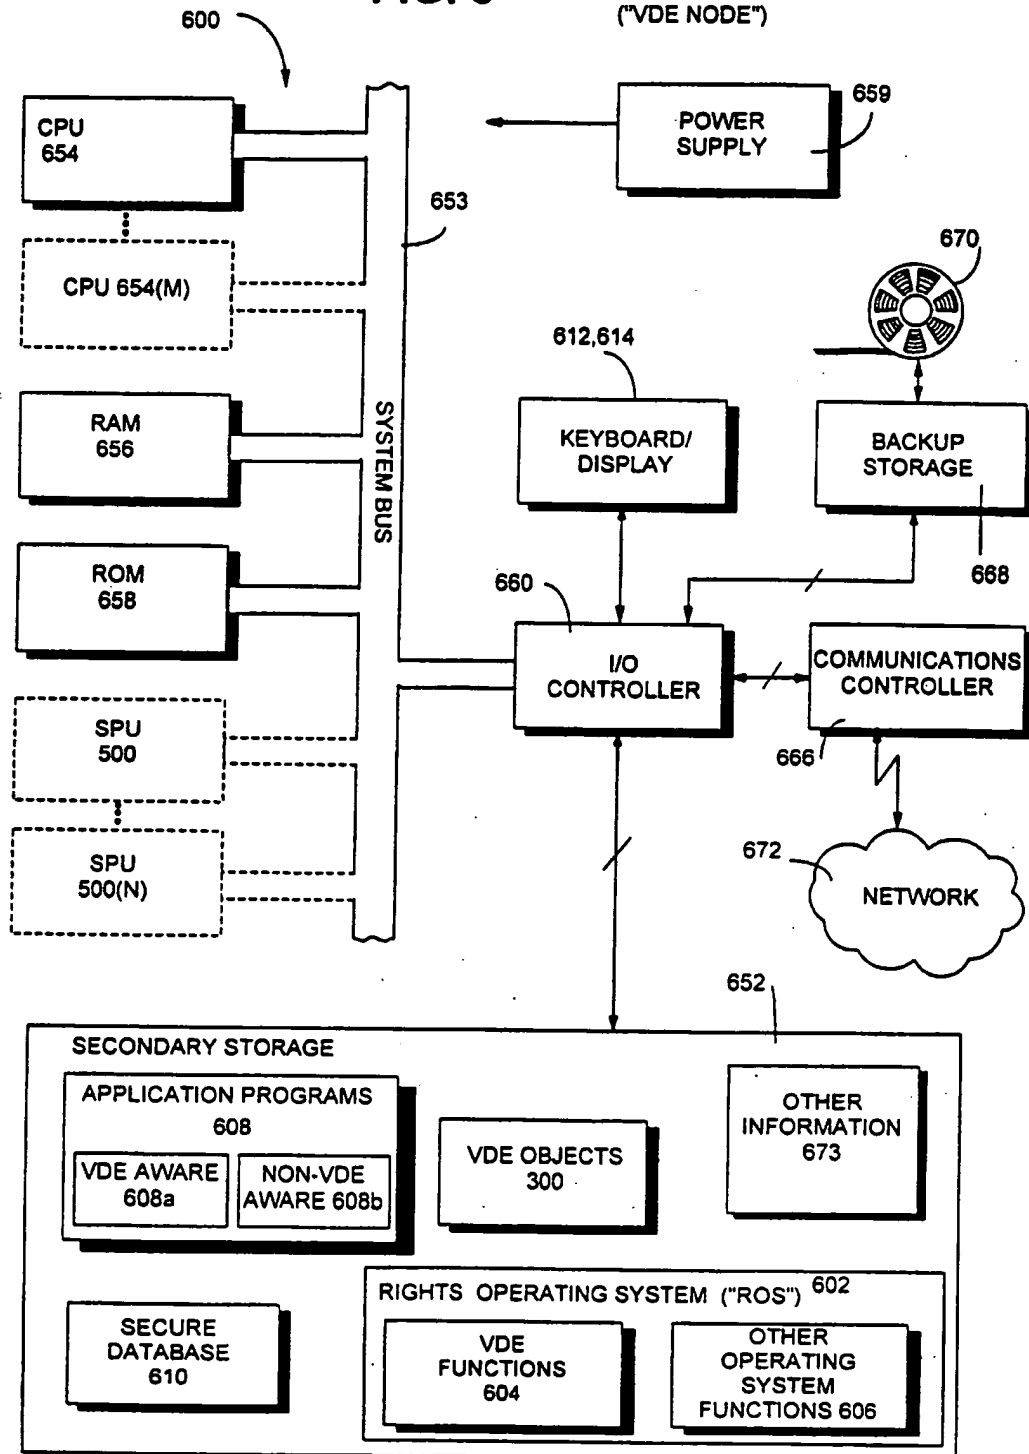 ("VDE NODE")
600
CPU
654
POWER
SUPPLY
659
653
CPU 654(M)
670
612,614
RAM
656
SYSTEM BUS
KEYBOARD/
DISPLAY
BACKUP
STORAGE
668
ROM
658
660
I/O
CONTROLLER
COMMUNICATIONS
CONTROLLER
666
SPU
500
SPU
500(N)
672
NETWORK
652
SECONDARY STORAGE
APPLICATION PROGRAMS
608
VDE AWARE
608a
NON-VDE
AWARE 608b
VDE OBJECTS
300
OTHER
INFORMATION
673
SECURE
DATABASE
610
RIGHTS OPERATING SYSTEM ("ROS") 602
VDE
FUNCTIONS
604
OTHER
OPERATING
SYSTEM
FUNCTIONS 606